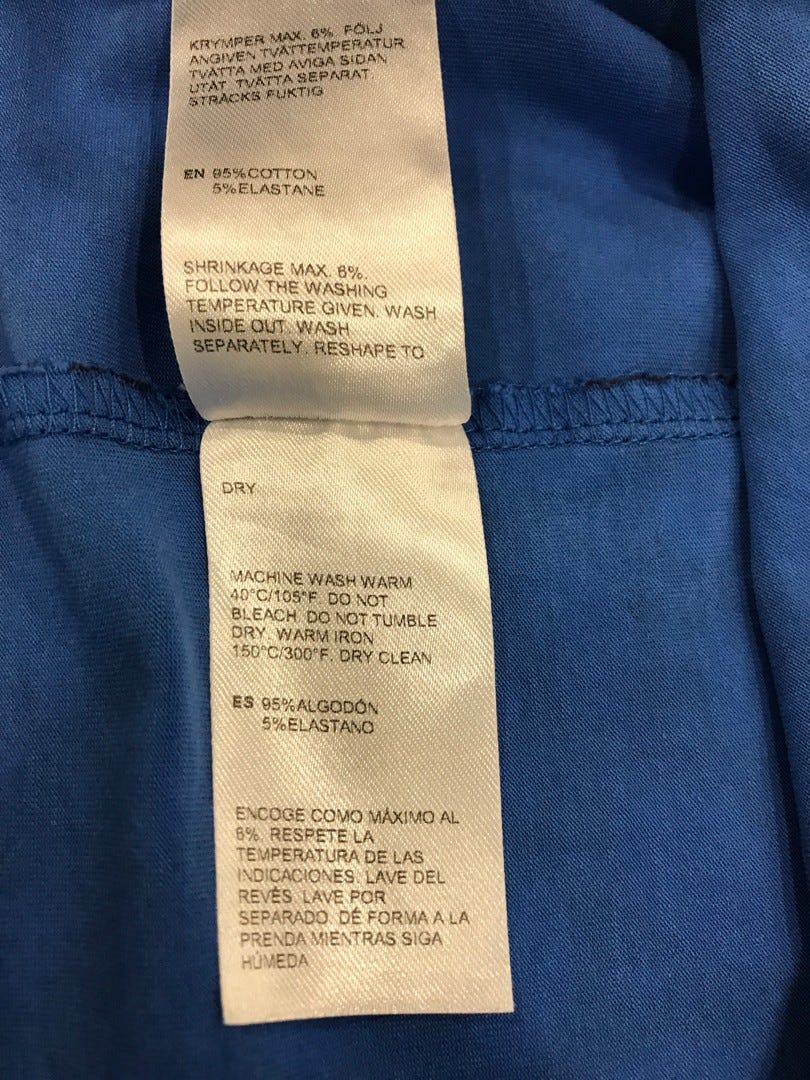 KRYMPER MAX. 6%. FÖLJ
ANGIVEN TVÄTTEMPERATUR.
TVÄTTA MED AVIGA SIDAN
UTÅT. TVÄTTA SEPARAT.
STRÄCKS FUKTIG
EN 95%COTTON
5%ELASTANE
SHRINKAGE MAX. 6%.
FOLLOW THE WASHING
TEMPERATURE GIVEN. WASH
INSIDE OUT. WASH
SEPARATELY. RESHAPE TO
DRY
MACHINE WASH WARM
40°C/105°F. DO NOT
BLEACH. DO NOT TUMBLE
DRY. WARM IRON
150°C/300°F. DRY CLEAN
ES 95%ALGODÓN
5%ELASTANO
ENCOGE COMO MÁXIMO AL
6%. RESPETE LA
TEMPERATURA DE LAS
INDICACIONES. LAVE DEL
REVÉS. LAVE POR
SEPARADO. DÉ FORMA A LA
PRENDA MIENTRAS SIGA
HÚMEDA